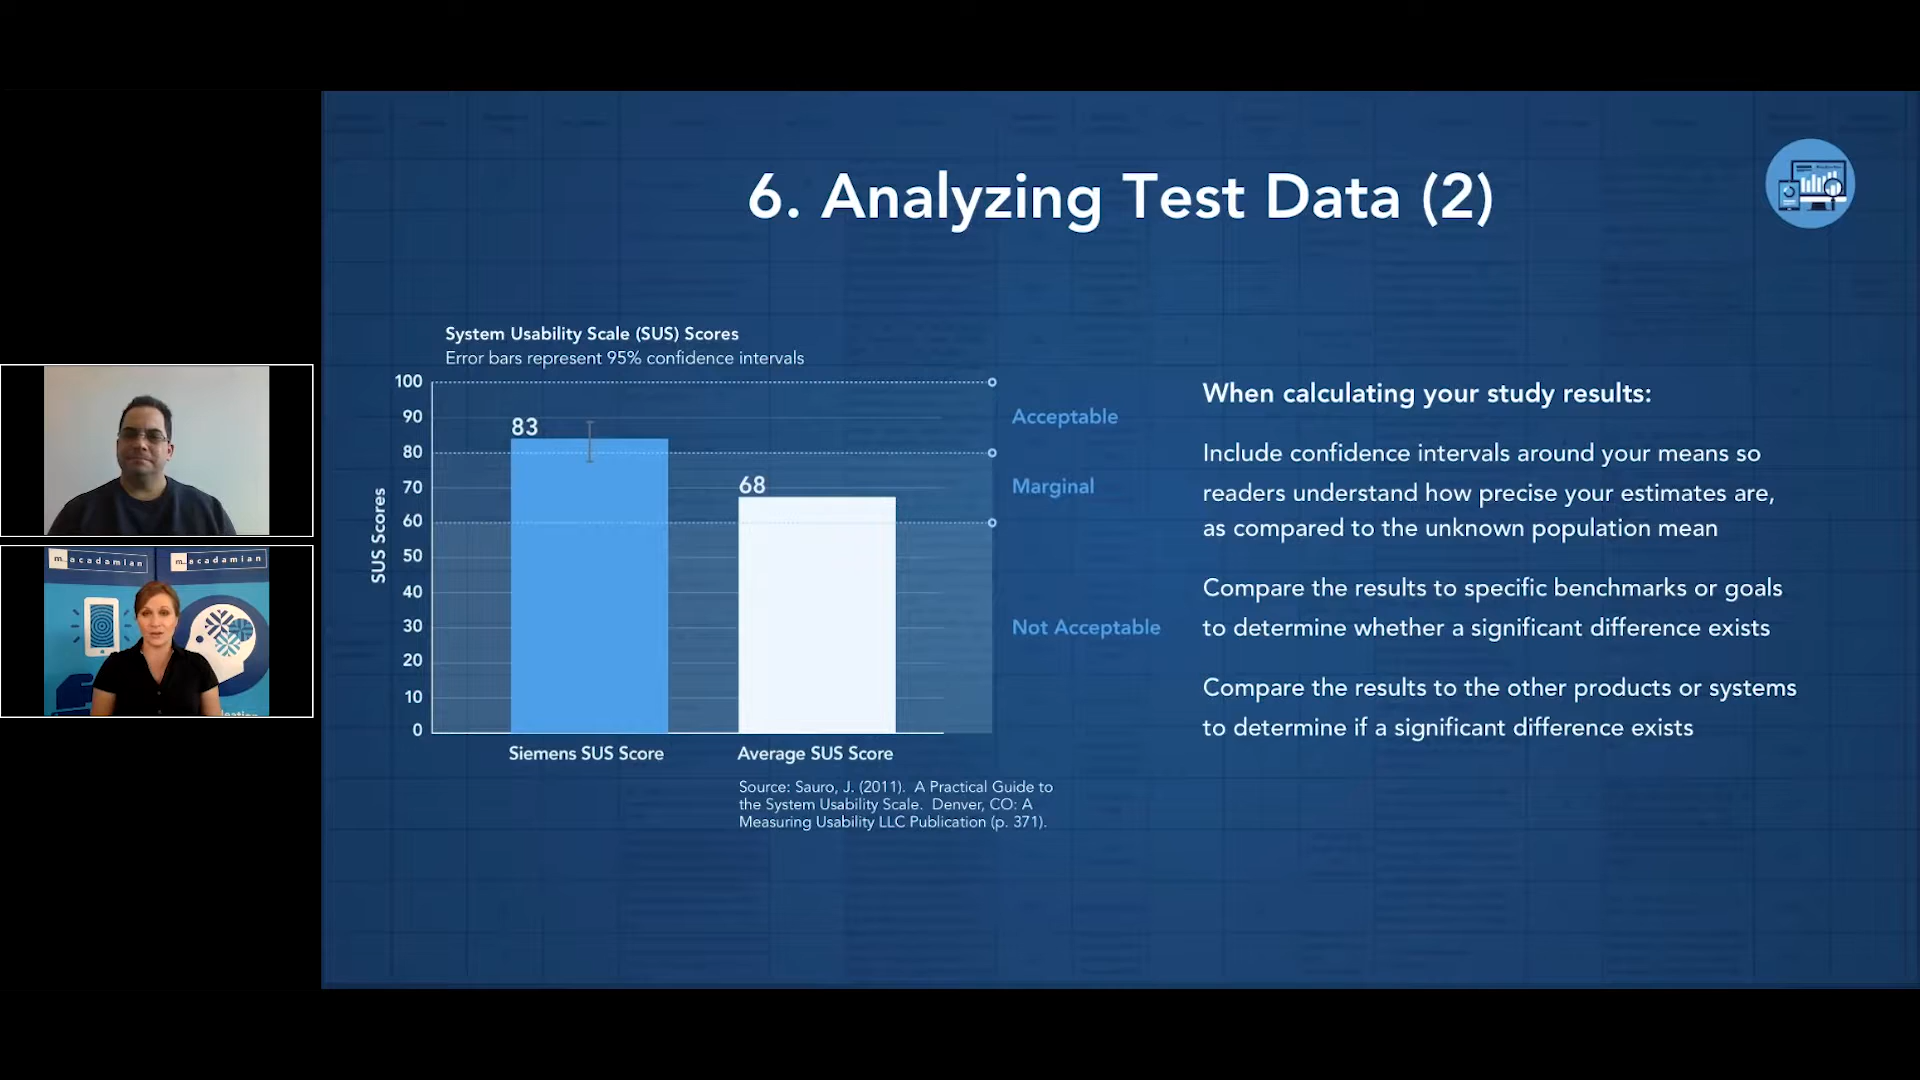 6. Analyzing Test Data (2)
System Usability Scale (SUS) Scores
Error bars represent 95% confidence intervals
100
90
80
70
60
50
40
30
20
10
0
SUS Scores
83
68
Acceptable
Marginal
Not Acceptable
Siemens SUS Score
Average SUS Score
Source: Sauro, J. (2011). A Practical Guide to
the System Usability Scale. Denver, CO: A
Measuring Usability LLC Publication (p. 371).
When calculating your study results:
Include confidence intervals around your means so
readers understand how precise your estimates are,
as compared to the unknown population mean
Compare the results to specific benchmarks or goals
to determine whether a significant difference exists
Compare the results to the other products or systems
to determine if a significant difference exists
macadamian
macadamian